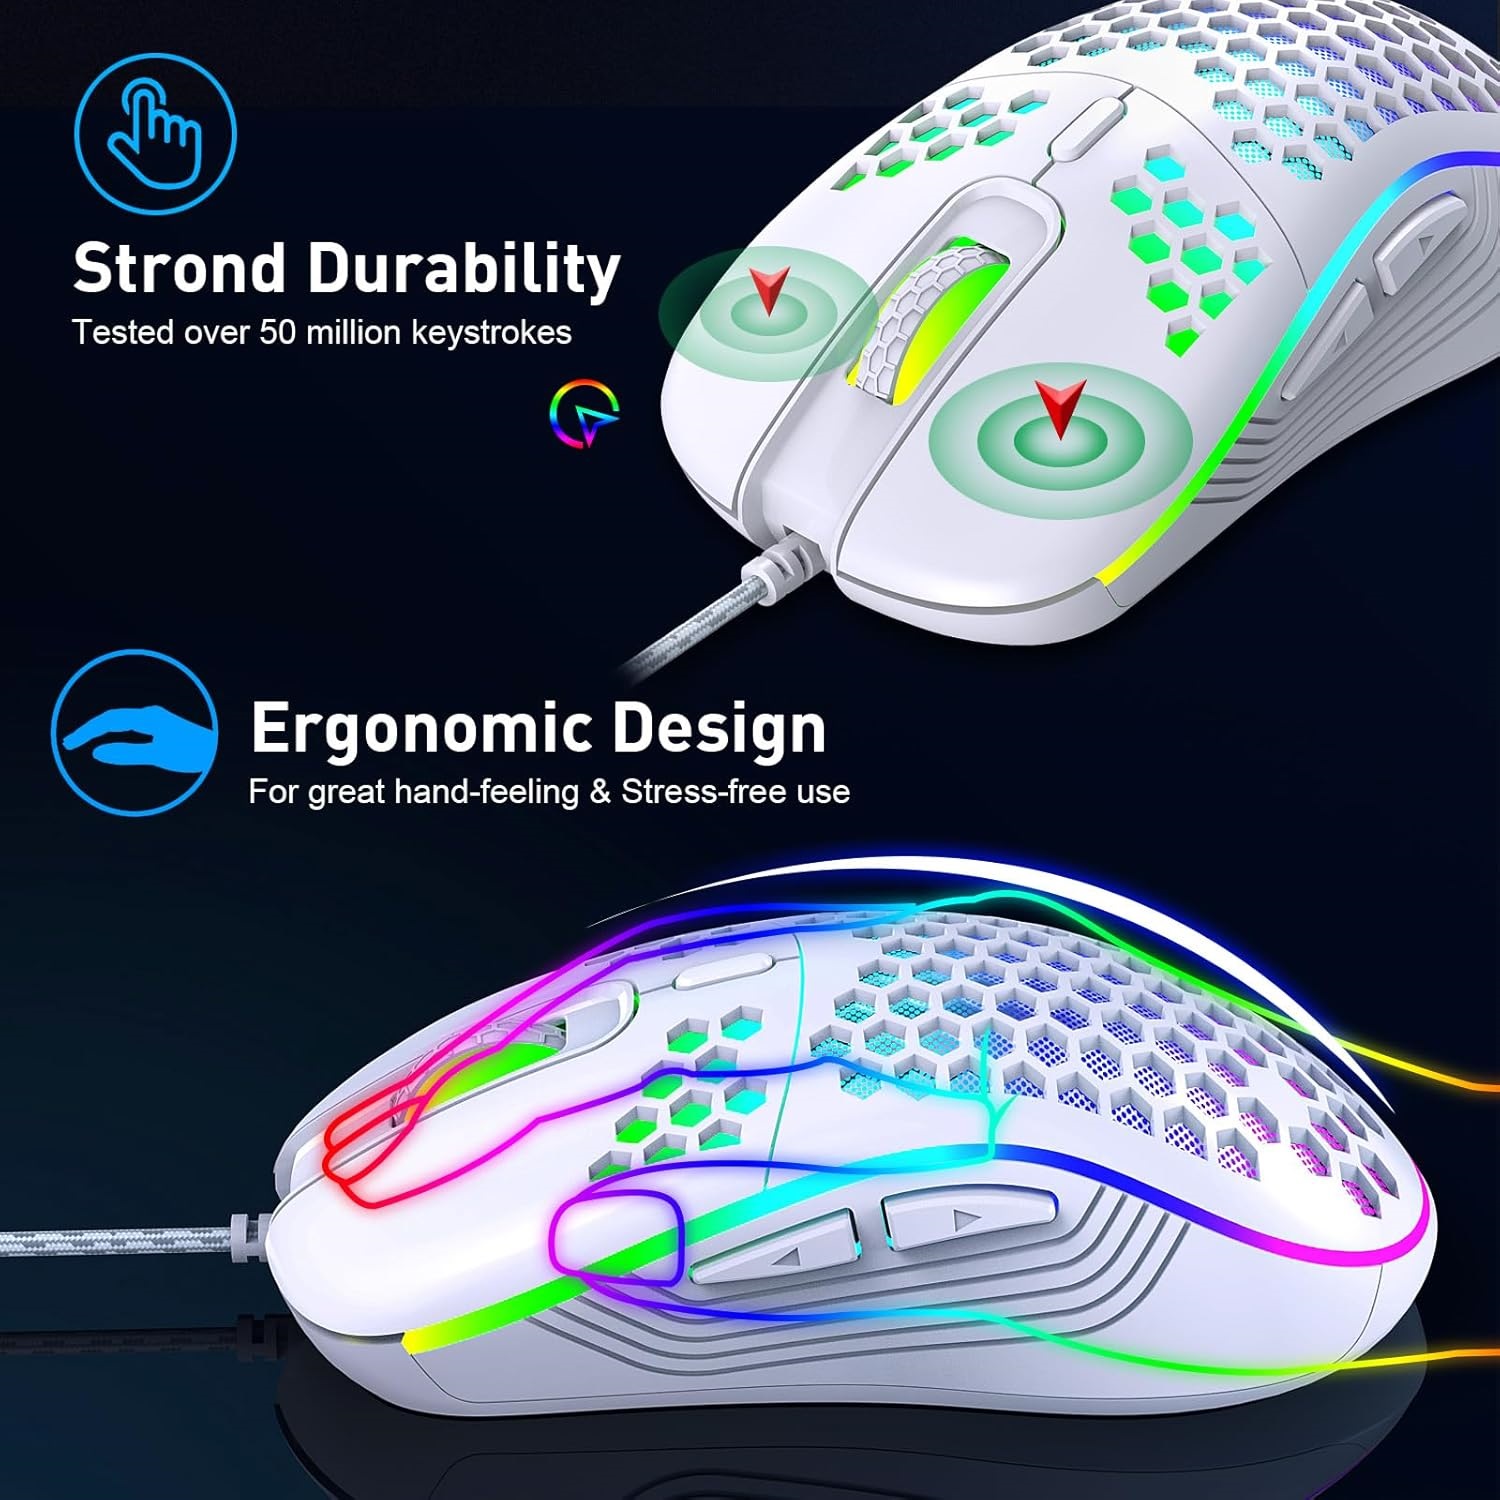 Strond Durability
Tested over 50 million keystrokes
Ergonomic Design
For great hand-feeling & Stress-free use